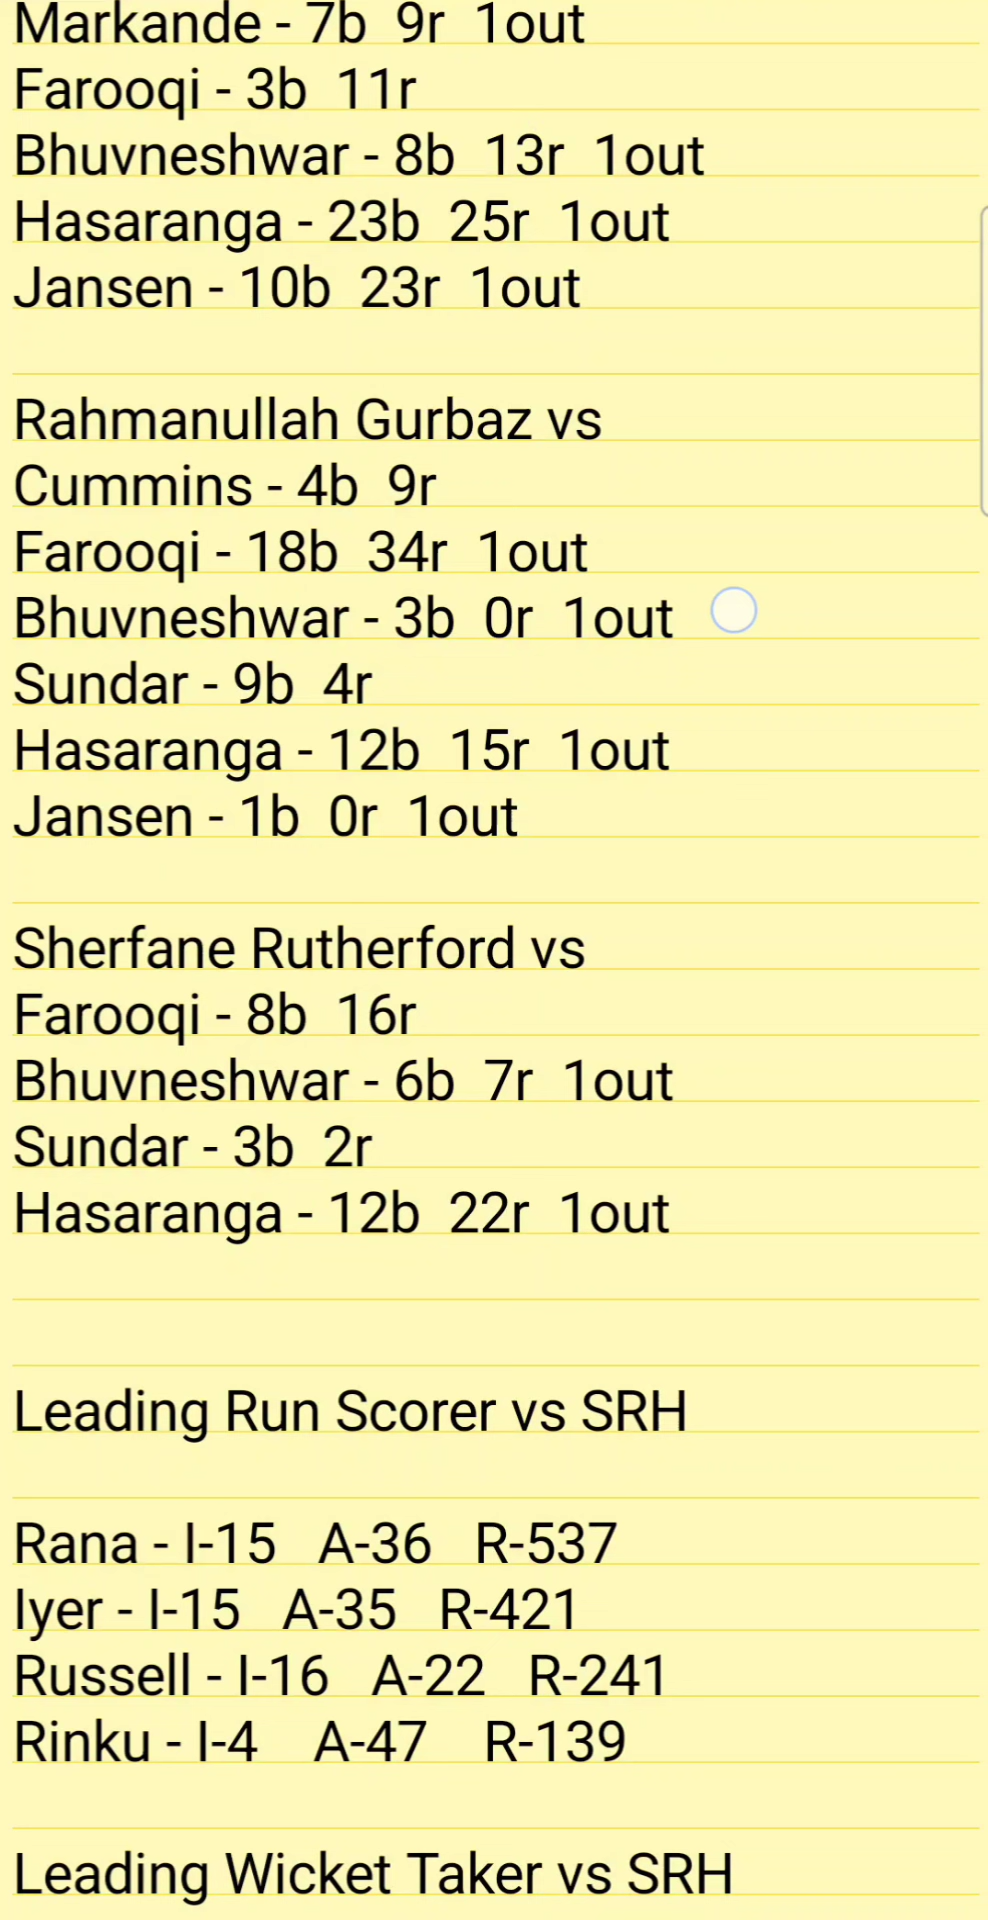 Markande - 7b 9r 1out
Farooqi - 3b 11r
Bhuvneshwar - 8b 13r 1out
Hasaranga - 23b 25r 1out
Jansen - 10b 23r 1out
Rahmanullah Gurbaz vs
Cummins - 4b 9r
Farooqi - 18b 34r 1out
Bhuvneshwar - 3b 0r 1out
Sundar - 9b 4r
Hasaranga - 12b 15r 1out
Jansen - 1b 0r 1out
Sherfane Rutherford vs
Farooqi - 8b 16r
Bhuvneshwar - 6b 7r 1out
Sundar - 3b 2r
Hasaranga - 12b 22r 1out
Leading Run Scorer vs SRH
Rana - I-15 A-36 R-537
Iyer - I-15 A-35 R-421
Russell - I-16 A-22 R-241
Rinku - I-4 A-47 R-139
Leading Wicket Taker vs SRH